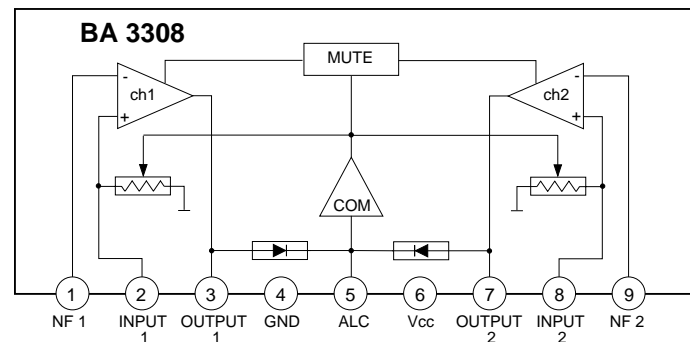 BA 3308
MUTE
-
ch1
+
-
ch2
+
COM
1 2 3 4 5 6 7 8 9
NF 1 INPUT 1 OUTPUT 1 GND ALC Vcc OUTPUT 2 INPUT 2 NF 2